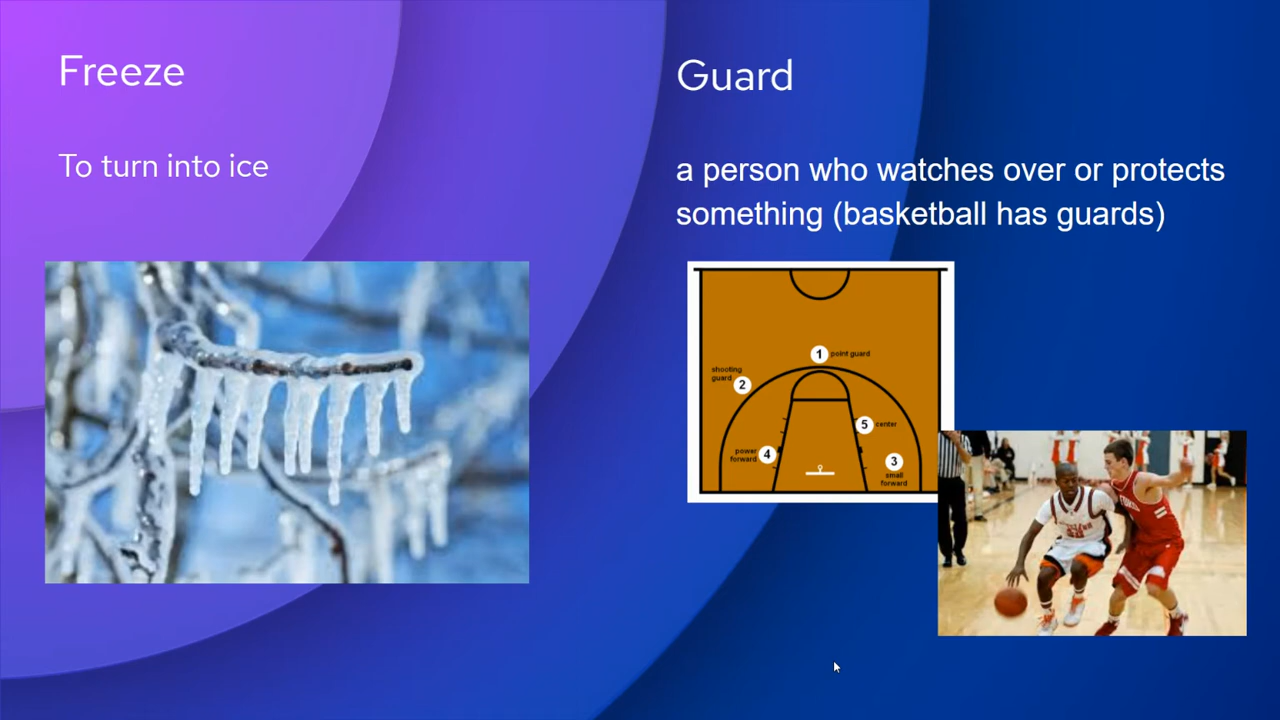 Freeze
To turn into ice
Guard
a person who watches over or protects
something (basketball has guards)
1 point guard
shooting
guard 2
5 center
power
forward 4
3
small
forward